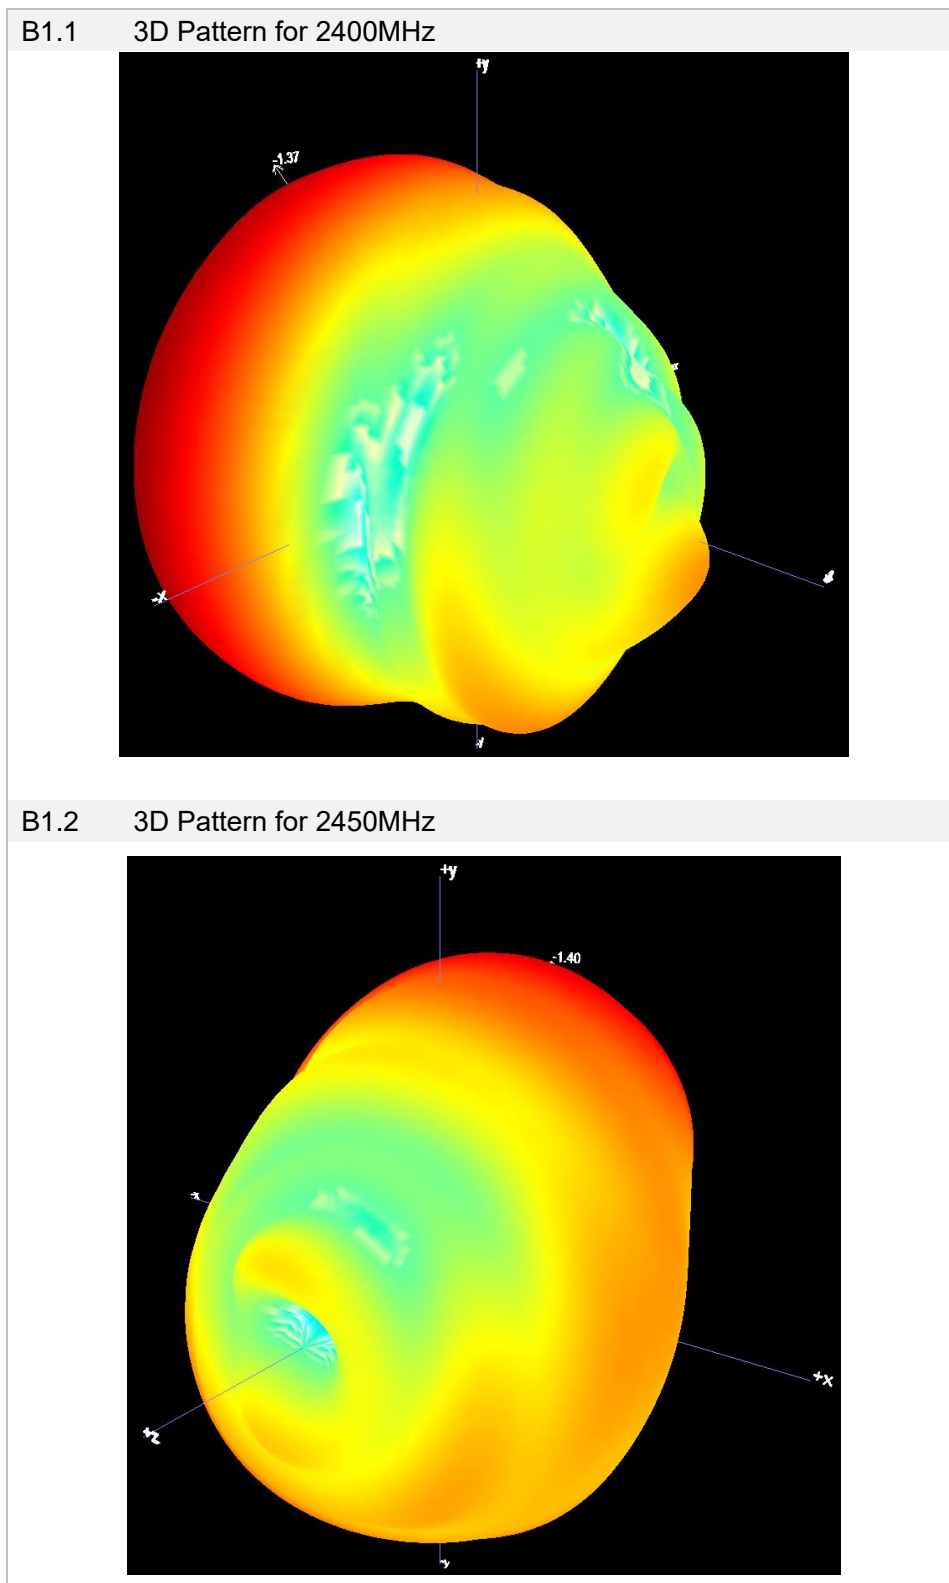 B1.1 3D Pattern for 2400MHz
+y
-1.37
-x
-y
B1.2 3D Pattern for 2450MHz
+y
-1.40
-x
+x
+z
-y